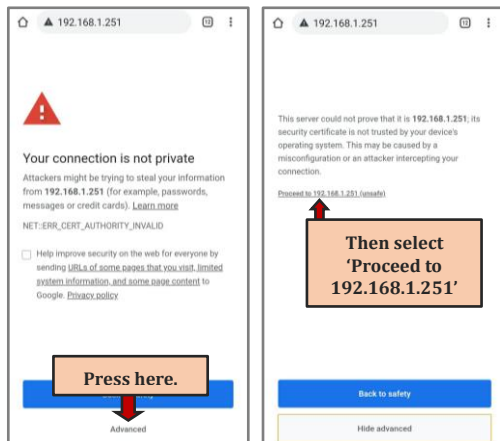 192.168.1.251
12
Your connection is not private
Attackers might be trying to steal your information
from 192.168.1.251 (for example, passwords,
messages or credit cards). Learn more
NET::ERR_CERT_AUTHORITY_INVALID
Help improve security on the web for everyone by
sending URLs of some pages that you visit, limited
system information, and some page content to
Google. Privacy policy
Press here.
Advanced
192.168.1.251
12
This server could not prove that it is 192.168.1.251; its
security certificate is not trusted by your device's
operating system. This may be caused by a
misconfiguration or an attacker intercepting your
connection.
Proceed to 192.168.1.251 (unsafe)
Then select
‘Proceed to
192.168.1.251’
Back to safety
Hide advanced